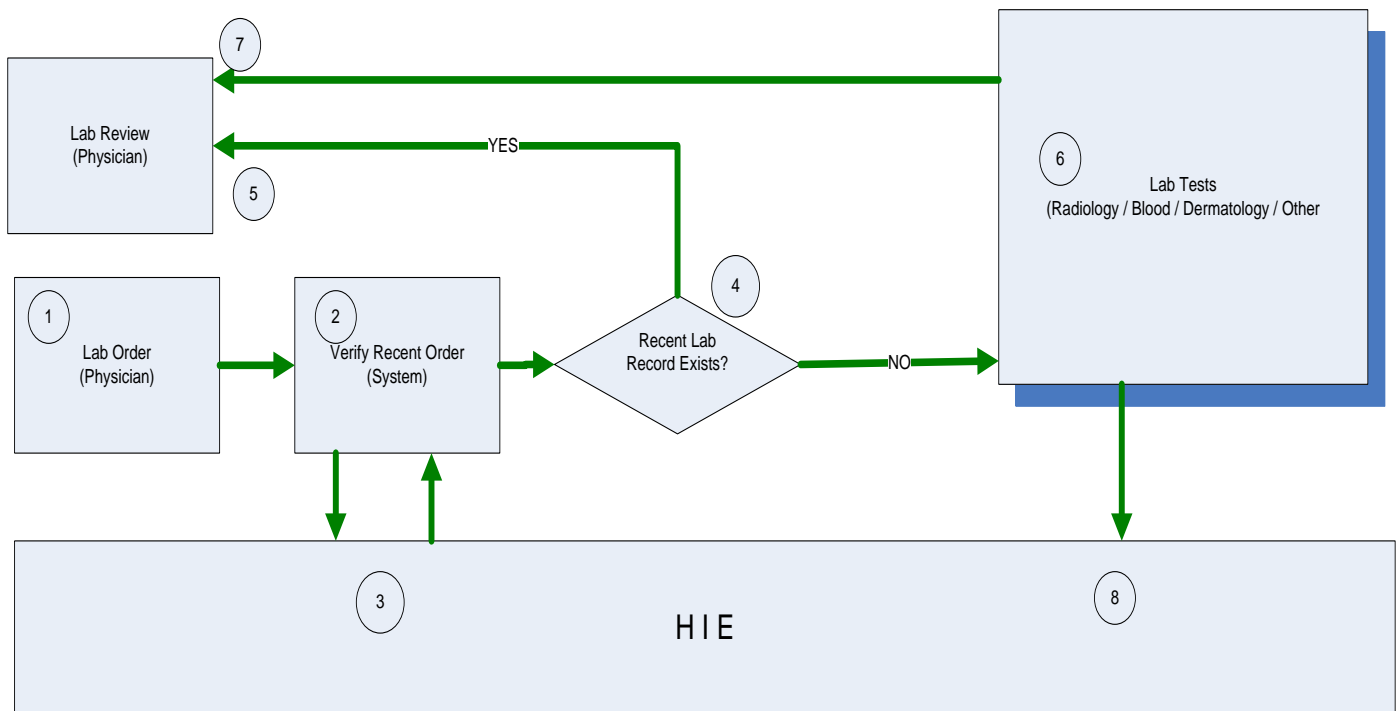 7
Lab Review
(Physician)
YES
5
6
Lab Tests
(Radiology / Blood / Dermatology / Other
1
Lab Order
(Physician)
2
Verify Recent Order
(System)
4
Recent Lab
Record Exists?
NO
3
8
H I E